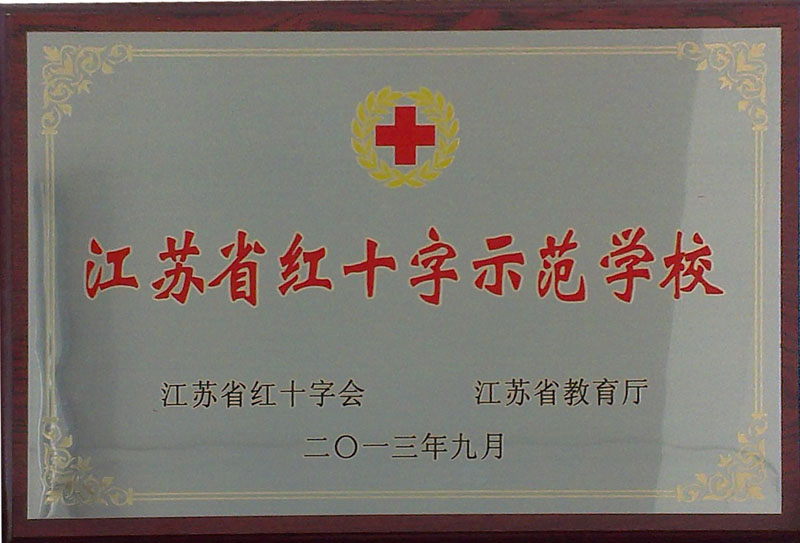 江苏省红十字示范学校
江苏省红十字会 江苏省教育厅
二〇一三年九月